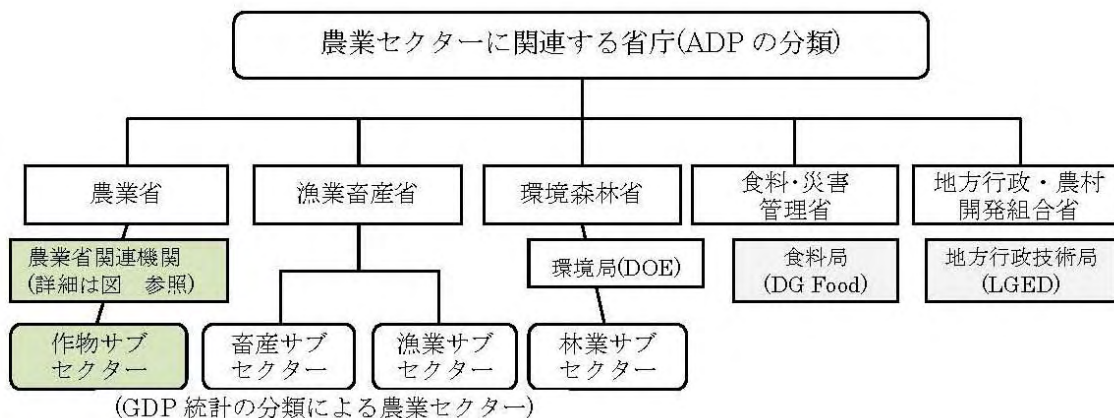 農業セクターに関連する省庁(ADP の分類)
農業省
漁業畜産省
環境森林省
食料・災害
管理省
地方行政・農村
開発組合省
農業省関連機関
(詳細は図 参照)
環境局(DOE)
食料局
(DG Food)
地方行政技術局
(LGED)
作物サブ
セクター
畜産サブ
セクター
漁業サブ
セクター
林業サブ
セクター
(GDP 統計の分類による農業セクター)